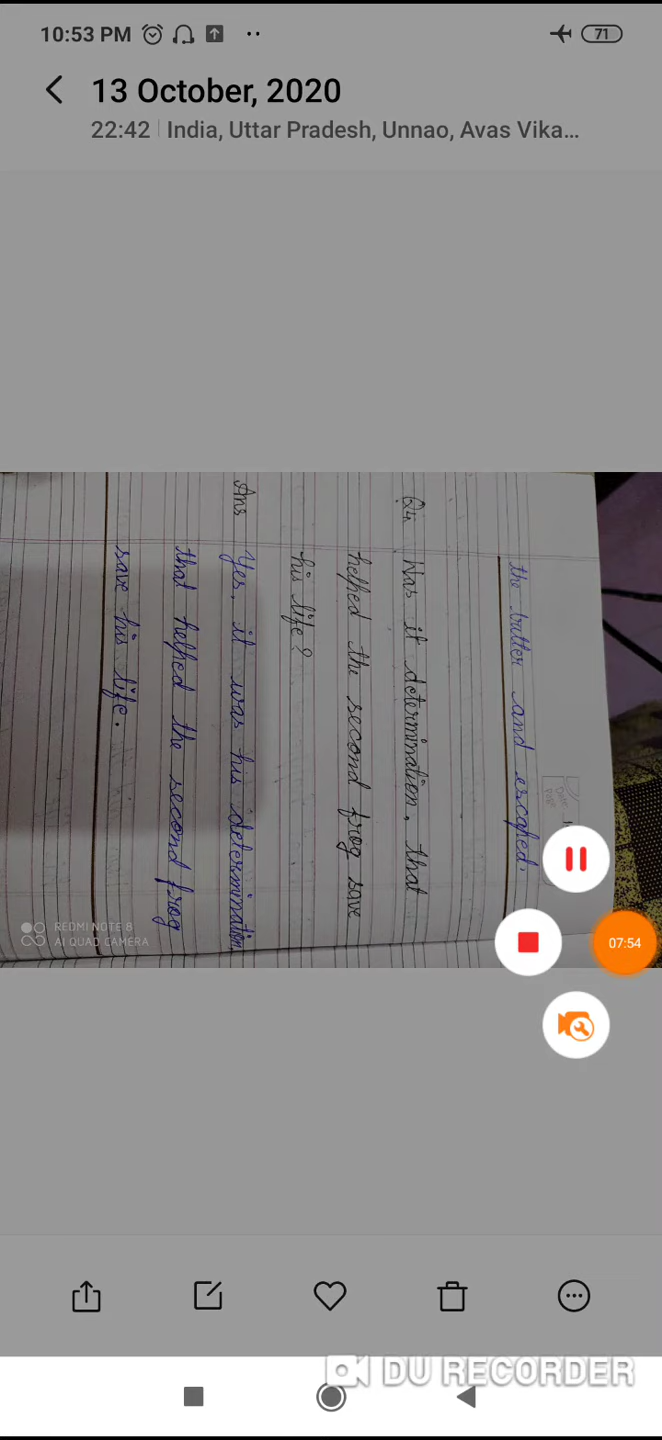 10:53 PM
71
13 October, 2020
22:42 | India, Uttar Pradesh, Unnao, Avas Vika...
the butter and escaped.
Q4. Was it determination, that
helped the second frog save
his life?
Ans Yes, it was his determination
that helped the second frog
save his life.
REDMI NOTE 8
AI QUAD CAMERA
07:54
DU RECORDER